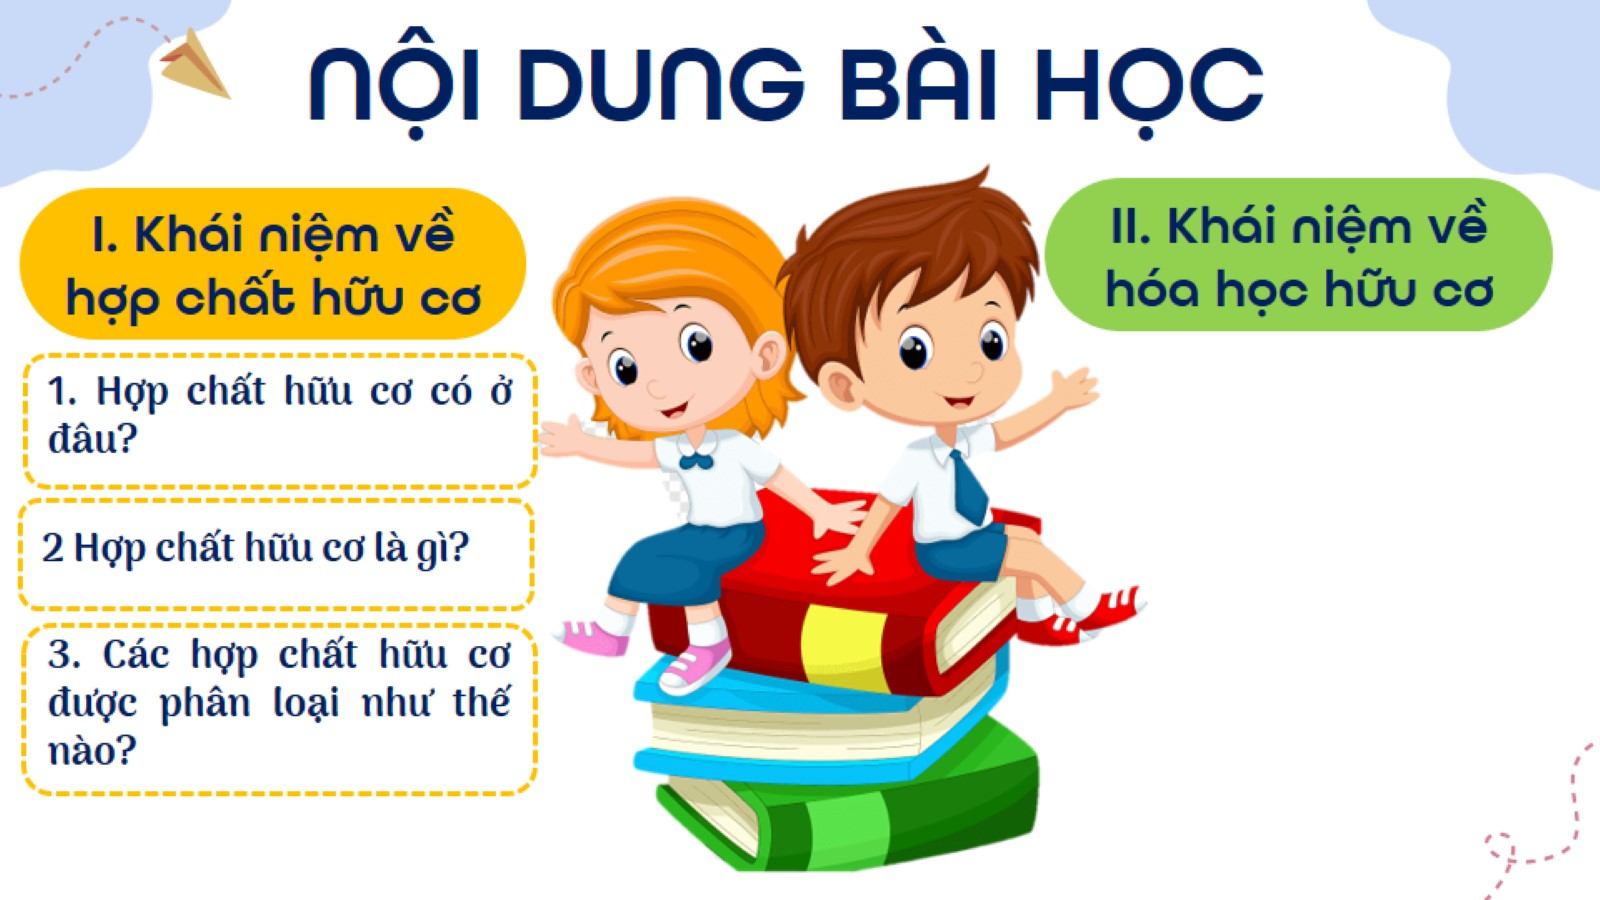 NỘI DUNG BÀI HỌC
I. Khái niệm về
hợp chất hữu cơ
1. Hợp chất hữu cơ có ở
đâu?
2 Hợp chất hữu cơ là gì?
3. Các hợp chất hữu cơ
được phân loại như thế
nào?
II. Khái niệm về
hóa học hữu cơ